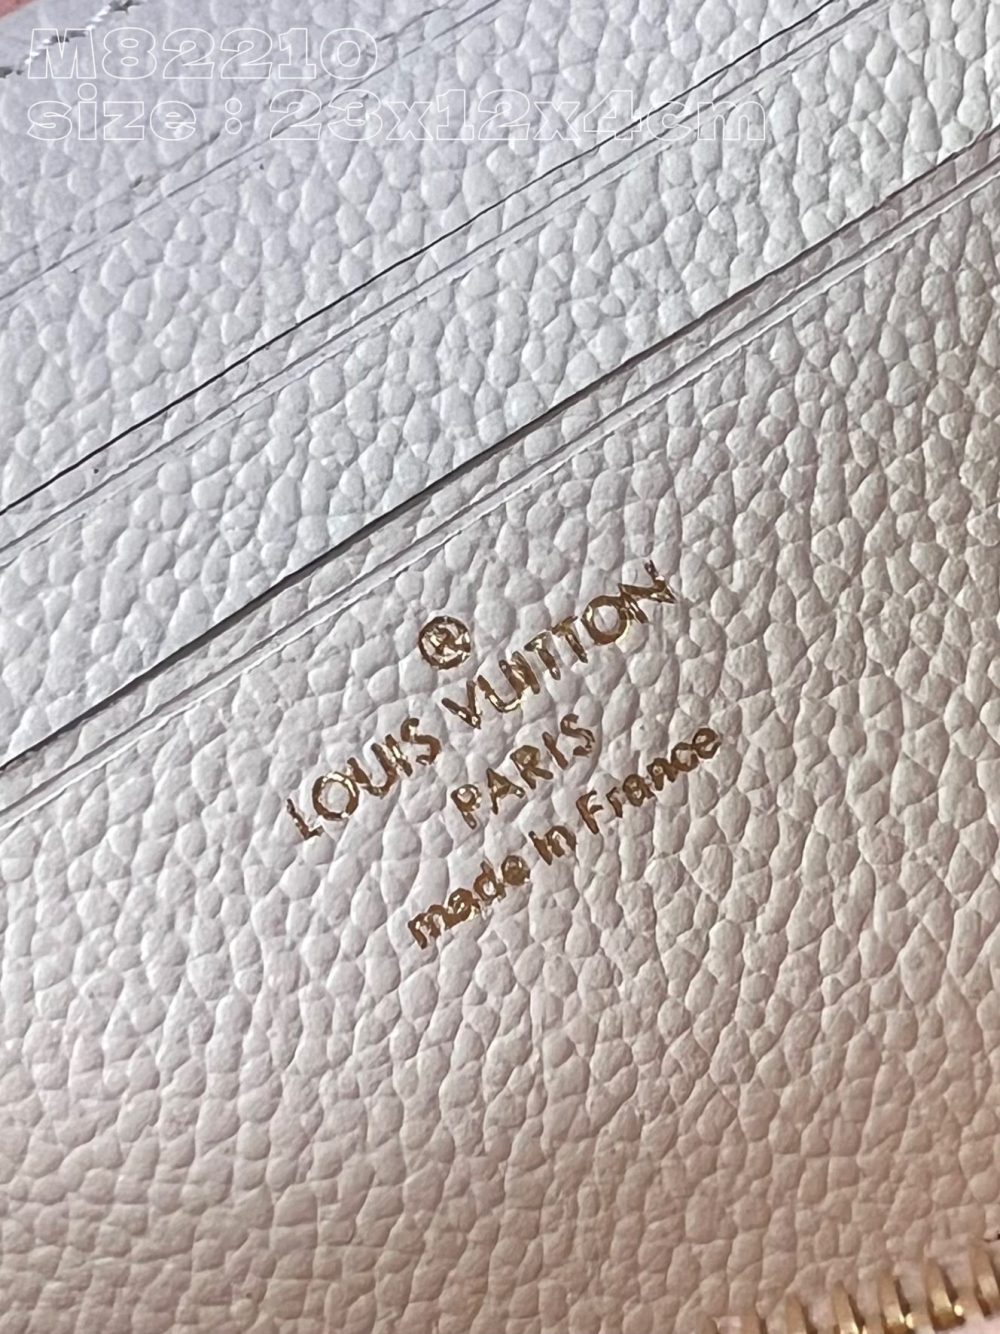 M82210
size : 23x12x4cm
®
LOUIS VUITTON
PARIS
made in France